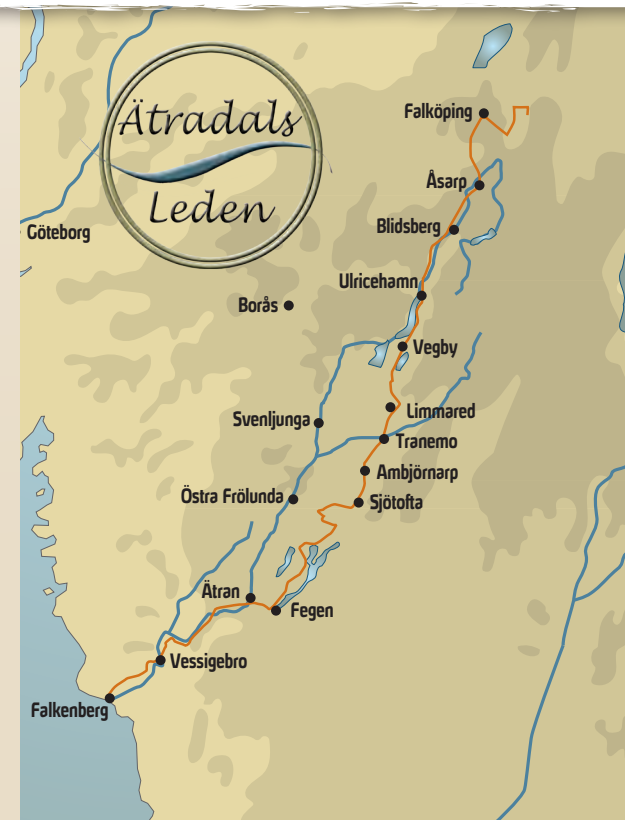 Ätradals
Leden
Falköping
Åsarp
Göteborg
Blidsberg
Ulricehamn
Borås
Vegby
Limmared
Svenljunga
Tranemo
Ambjörnarp
Östra Frölunda
Sjötofta
Ätran
Fegen
Vessigebro
Falkenberg